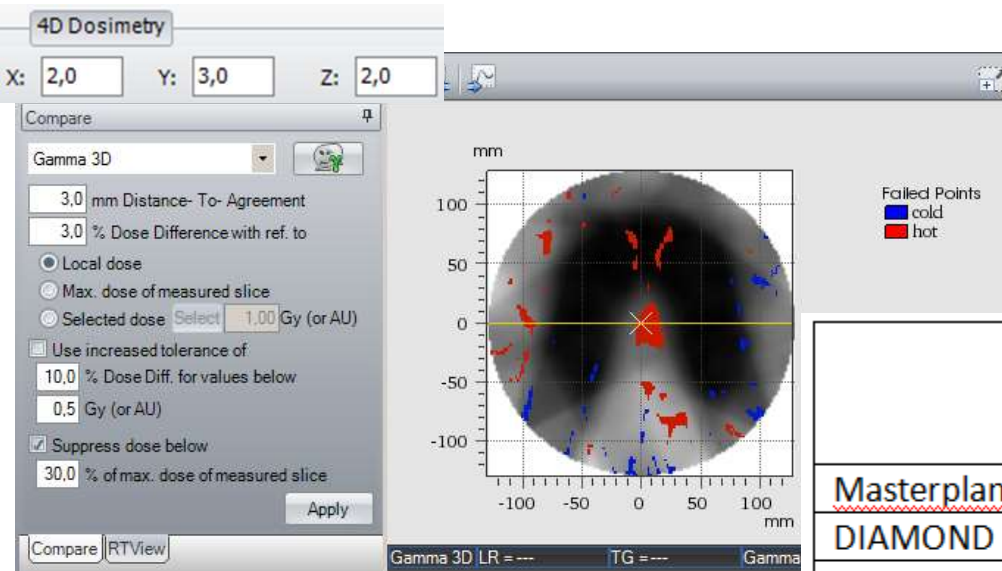 4D Dosimetry
X: 2,0 Y: 3,0 Z: 2,0
Compare
Gamma 3D
3,0 mm Distance- To- Agreement
3,0 % Dose Difference with ref. to
Local dose
Max. dose of measured slice
Selected dose Select 1,00 Gy (or AU)
Use increased tolerance of
10,0 % Dose Diff. for values below
0,5 Gy (or AU)
Suppress dose below
30,0 % of max. dose of measured slice
Apply
Compare RTView
mm
100
50
0
-50
-100
-100 -50 0 50 100
mm
Failed Points
cold
hot
Gamma 3D LR = --- TG = --- Gamma
Masterplan
DIAMOND